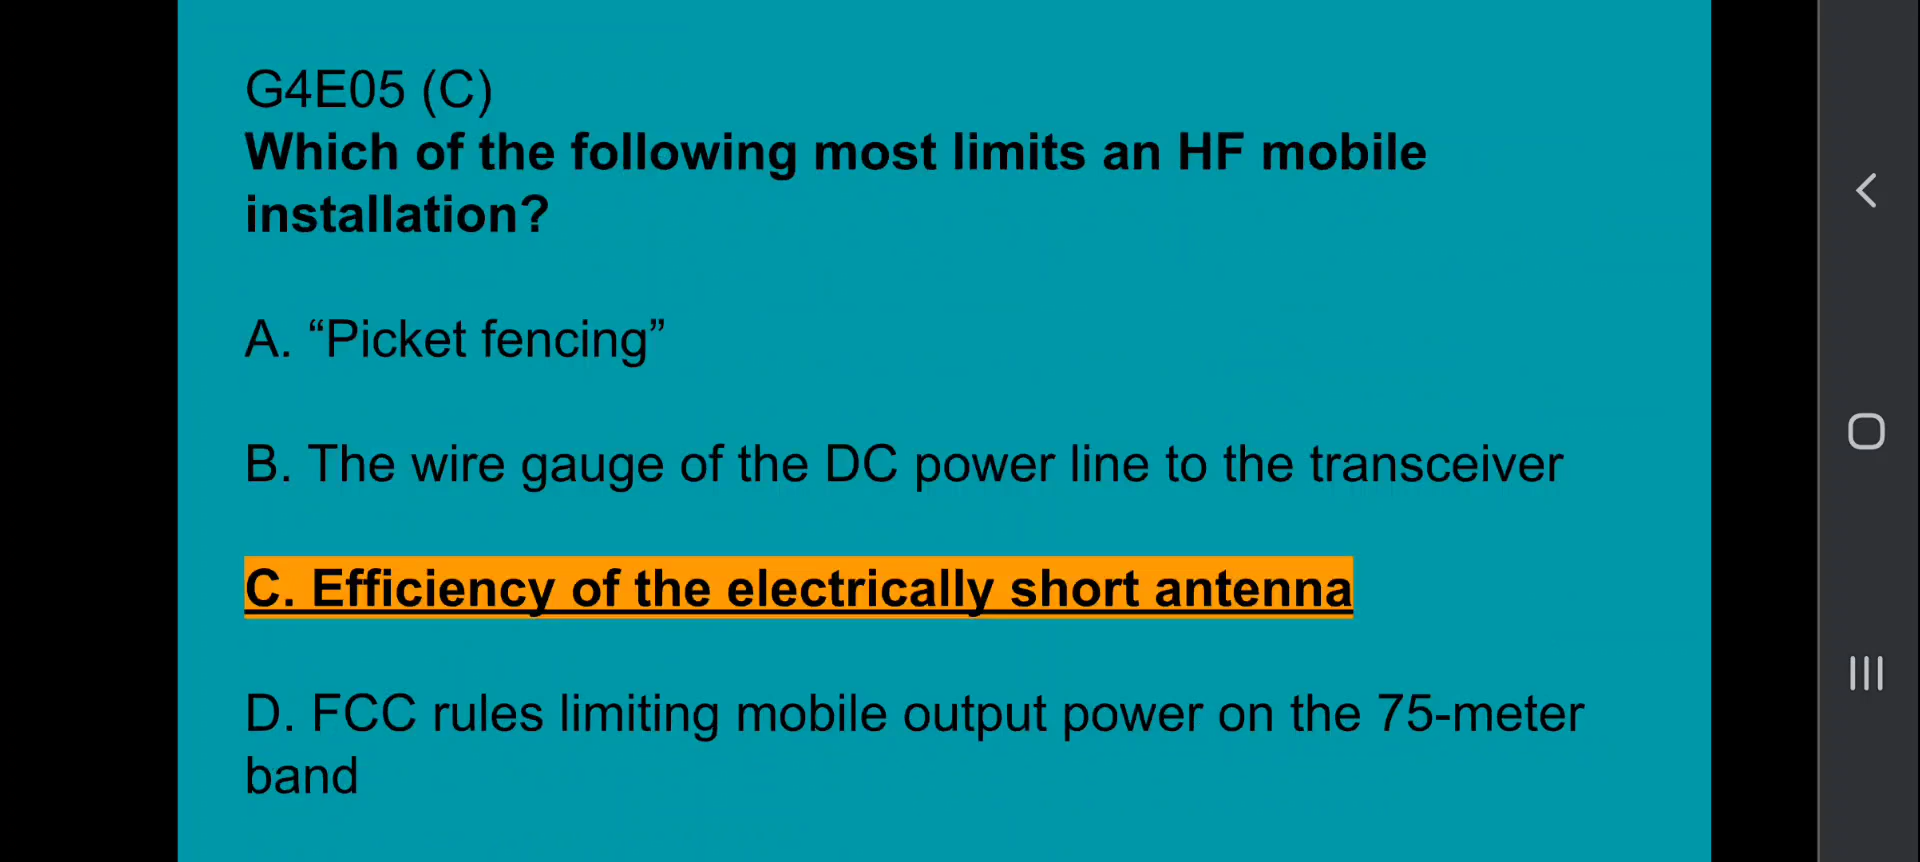 G4E05 (C)
Which of the following most limits an HF mobile
installation?
A. “Picket fencing”
B. The wire gauge of the DC power line to the transceiver
C. Efficiency of the electrically short antenna
D. FCC rules limiting mobile output power on the 75-meter
band